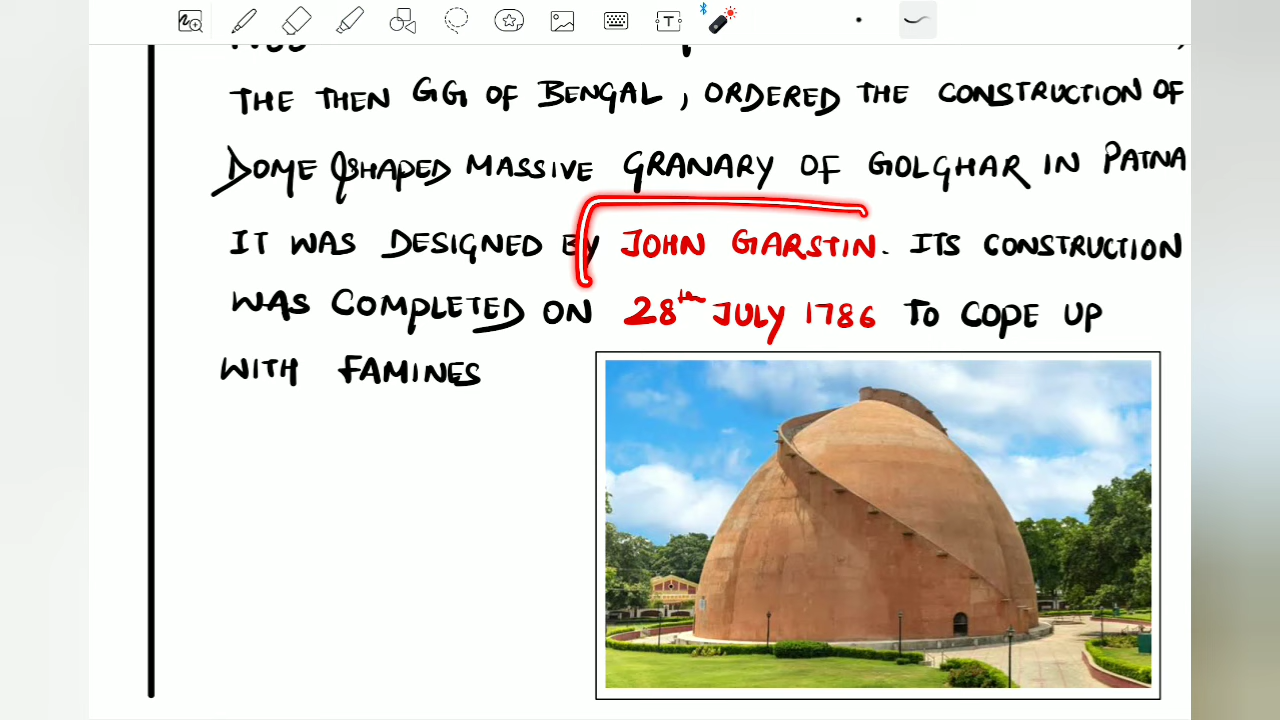 THE THEN GG OF BENGAL, ORDERED THE CONSTRUCTION OF
DOME SHAPED MASSIVE GRANARY OF GOLGHAR IN PATNA
IT WAS DESIGNED BY JOHN GARSTIN. ITS CONSTRUCTION
WAS COMPLETED ON 28th JULY 1786 TO COPE UP
WITH FAMINES